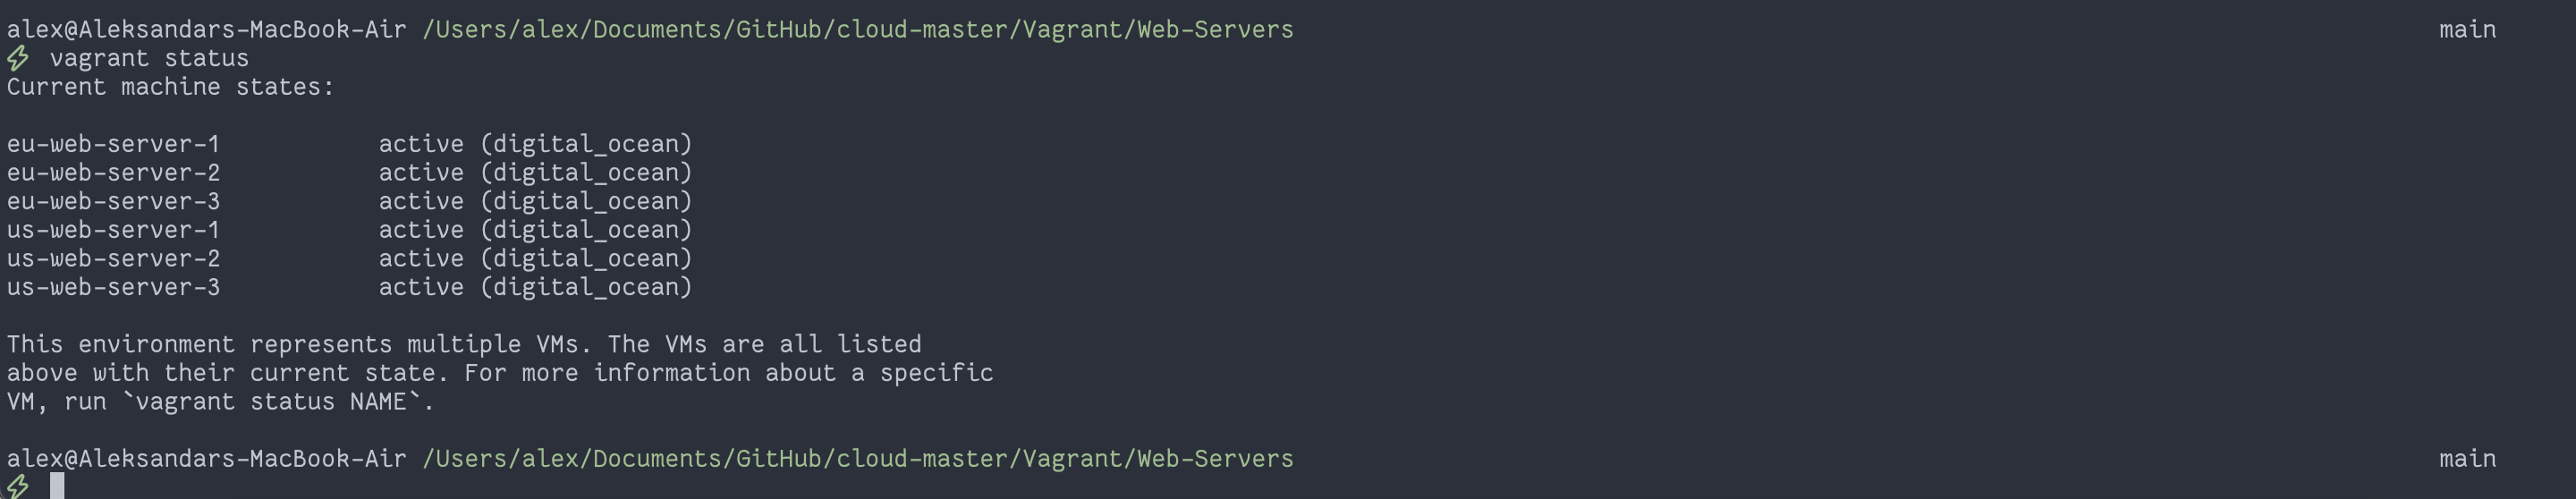 alex@Aleksandars-MacBook-Air /Users/alex/Documents/GitHub/cloud-master/Vagrant/Web-Servers main
vagrant status
Current machine states:
eu-web-server-1 active (digital_ocean)
eu-web-server-2 active (digital_ocean)
eu-web-server-3 active (digital_ocean)
us-web-server-1 active (digital_ocean)
us-web-server-2 active (digital_ocean)
us-web-server-3 active (digital_ocean)
This environment represents multiple VMs. The VMs are all listed
above with their current state. For more information about a specific
VM, run `vagrant status NAME`.
alex@Aleksandars-MacBook-Air /Users/alex/Documents/GitHub/cloud-master/Vagrant/Web-Servers main